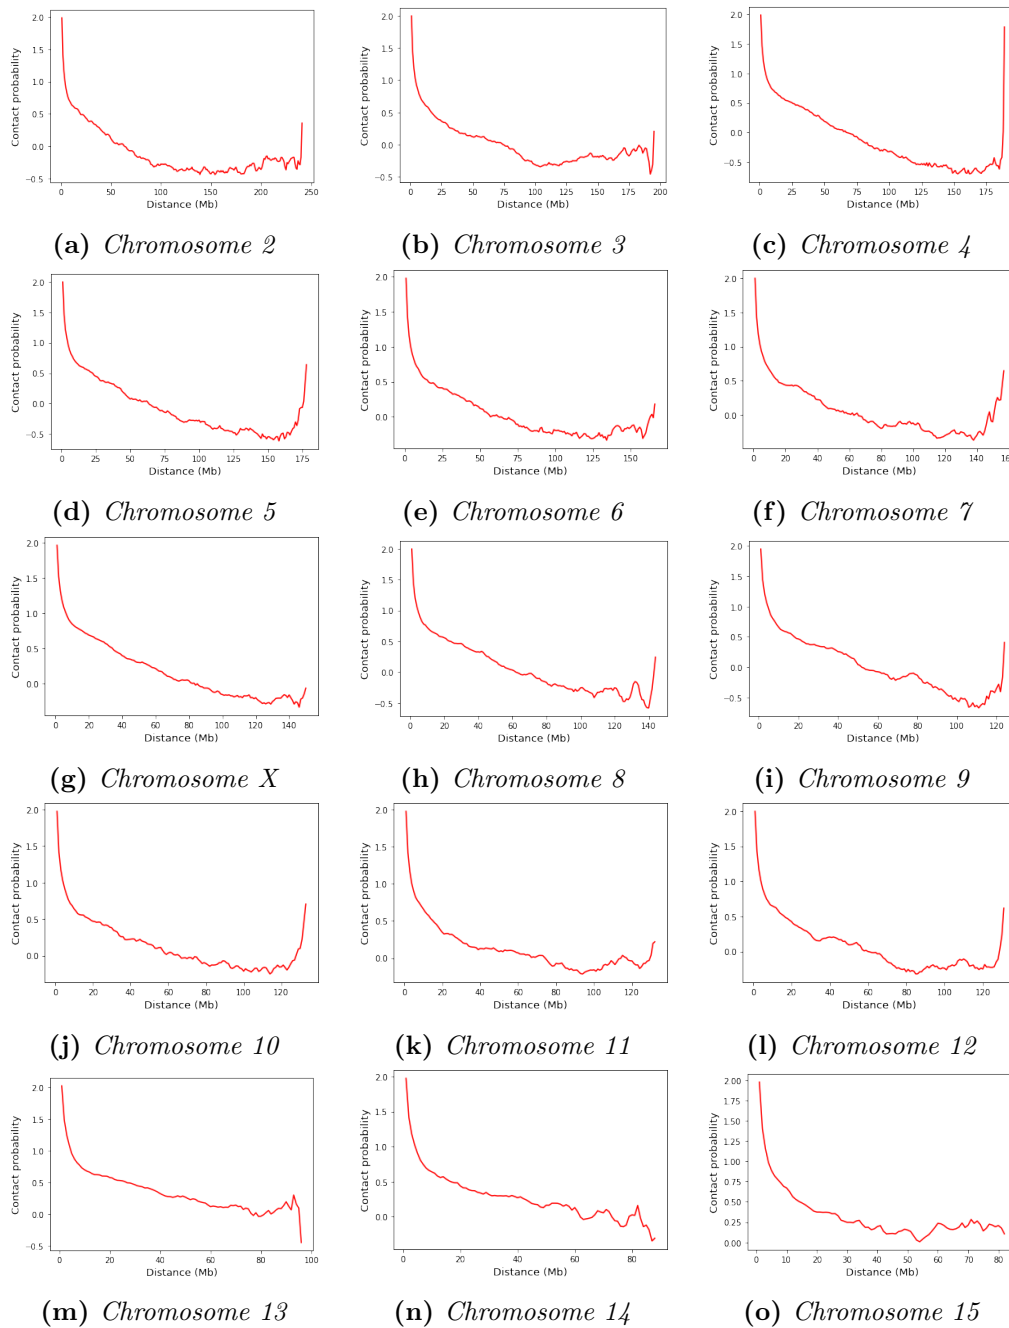 Contact probability Contact probability Contact probability
2.0 1.5 1.0 0.5 0.0 −0.5
2.0 1.5 1.0 0.5 0.0 −0.5
2.0 1.5 1.0 0.5 0.0 −0.5
0 50 100 150 200 250
0 25 50 75 100 125 150 175 200
0 25 50 75 100 125 150 175
Distance (Mb) Distance (Mb) Distance (Mb)
(a) Chromosome 2 (b) Chromosome 3 (c) Chromosome 4
Contact probability Contact probability Contact probability
2.0 1.5 1.0 0.5 0.0 −0.5
2.0 1.5 1.0 0.5 0.0
2.0 1.5 1.0 0.5 0.0
0 25 50 75 100 125 150 175
0 25 50 75 100 125 150
0 20 40 60 80 100 120 140
Distance (Mb) Distance (Mb) Distance (Mb)
(d) Chromosome 5 (e) Chromosome 6 (f) Chromosome 7
Contact probability Contact probability Contact probability
2.0 1.5 1.0 0.5 0.0
2.0 1.5 1.0 0.5 0.0 −0.5
2.0 1.5 1.0 0.5 0.0 −0.5
0 20 40 60 80 100 120 140
0 20 40 60 80 100 120 140
0 20 40 60 80 100 120
Distance (Mb) Distance (Mb) Distance (Mb)
(g) Chromosome X (h) Chromosome 8 (i) Chromosome 9
Contact probability Contact probability Contact probability
2.0 1.5 1.0 0.5 0.0
2.0 1.5 1.0 0.5 0.0
2.0 1.5 1.0 0.5 0.0
0 20 40 60 80 100 120
0 20 40 60 80 100 120
0 20 40 60 80 100 120
Distance (Mb) Distance (Mb) Distance (Mb)
(j) Chromosome 10 (k) Chromosome 11 (l) Chromosome 12
Contact probability Contact probability Contact probability
2.0 1.5 1.0 0.5 0.0 −0.5
2.0 1.5 1.0 0.5 0.0
2.00 1.75 1.50 1.25 1.00 0.75 0.50 0.25 0.00
0 20 40 60 80 100
20 40 60 80
0 10 20 30 40 50 60 70 80
Distance (Mb) Distance (Mb) Distance (Mb)
(m) Chromosome 13 (n) Chromosome 14 (o) Chromosome 15